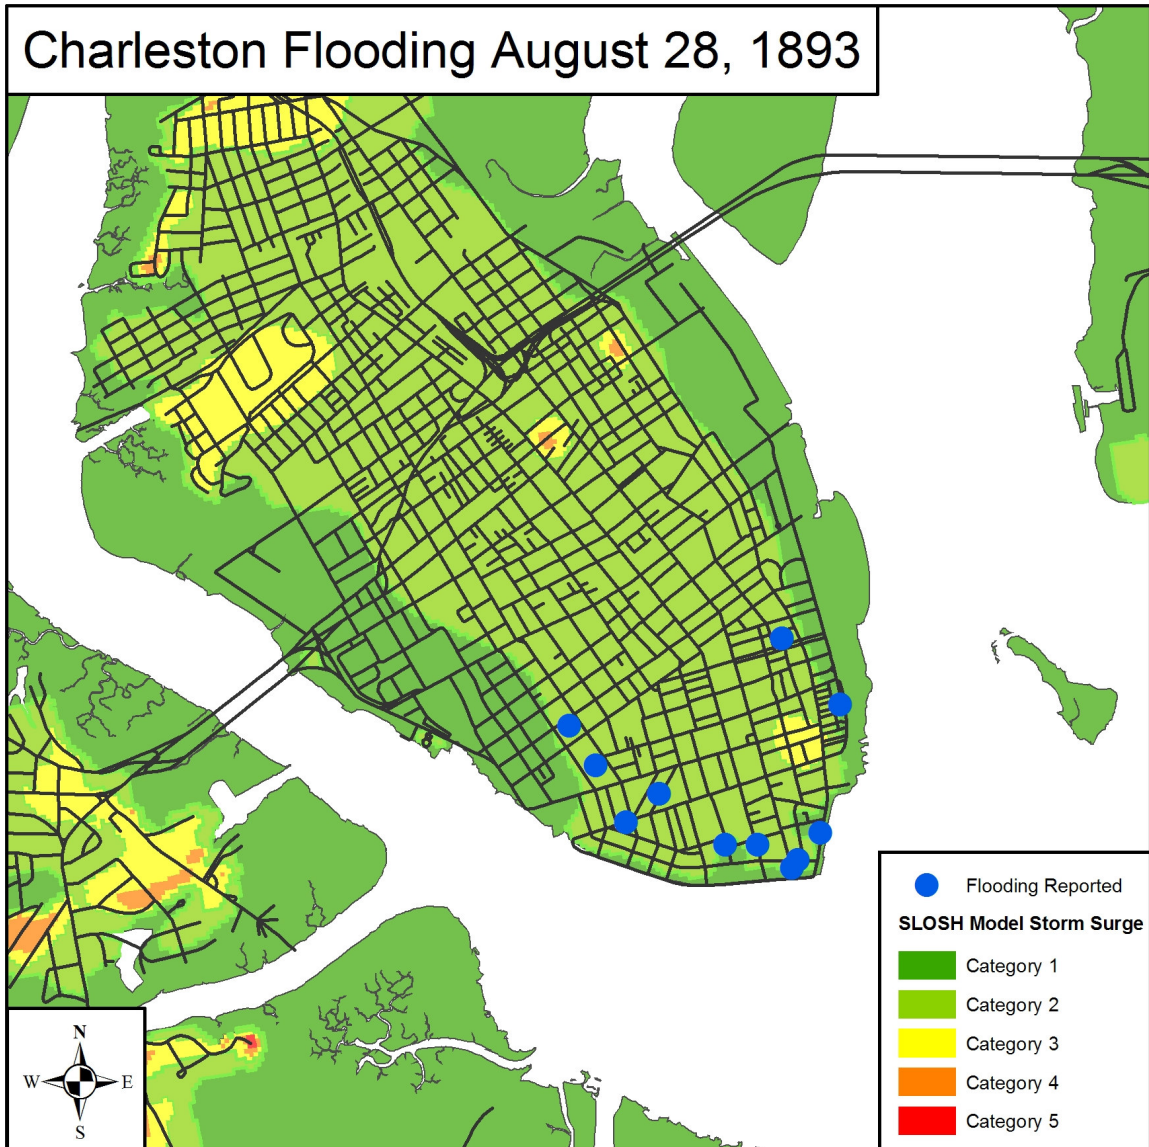 Charleston Flooding August 28, 1893
Flooding Reported
SLOSH Model Storm Surge
Category 1
Category 2
Category 3
Category 4
Category 5
N
W E
S